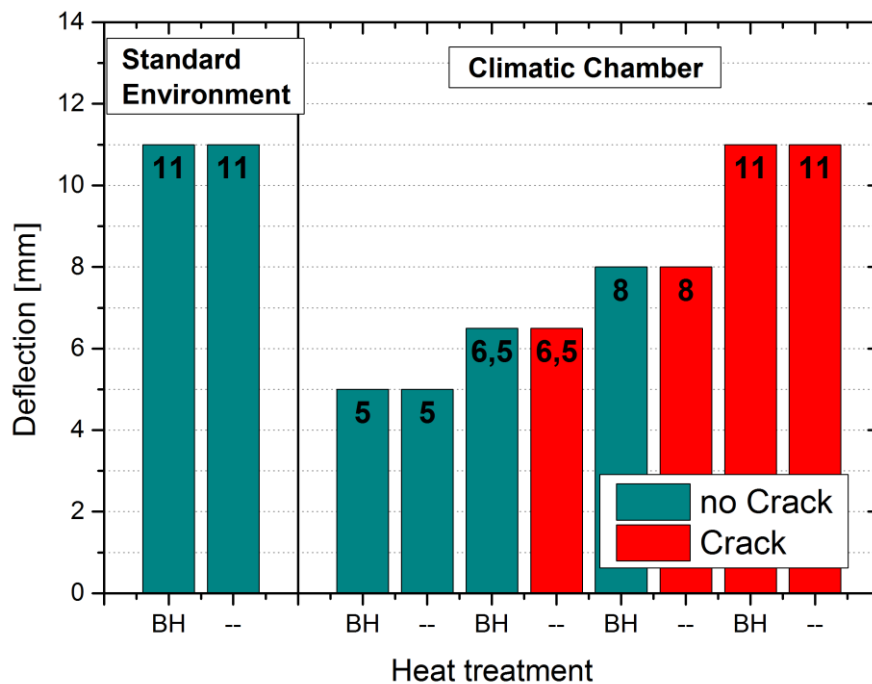 14
12
10
8
6
4
2
0
Deflection [mm]
Standard
Environment
Climatic Chamber
11
11
5
5
6,5
6,5
8
8
11
11
no Crack
Crack
BH
--
BH
--
BH
--
BH
--
BH
--
Heat treatment